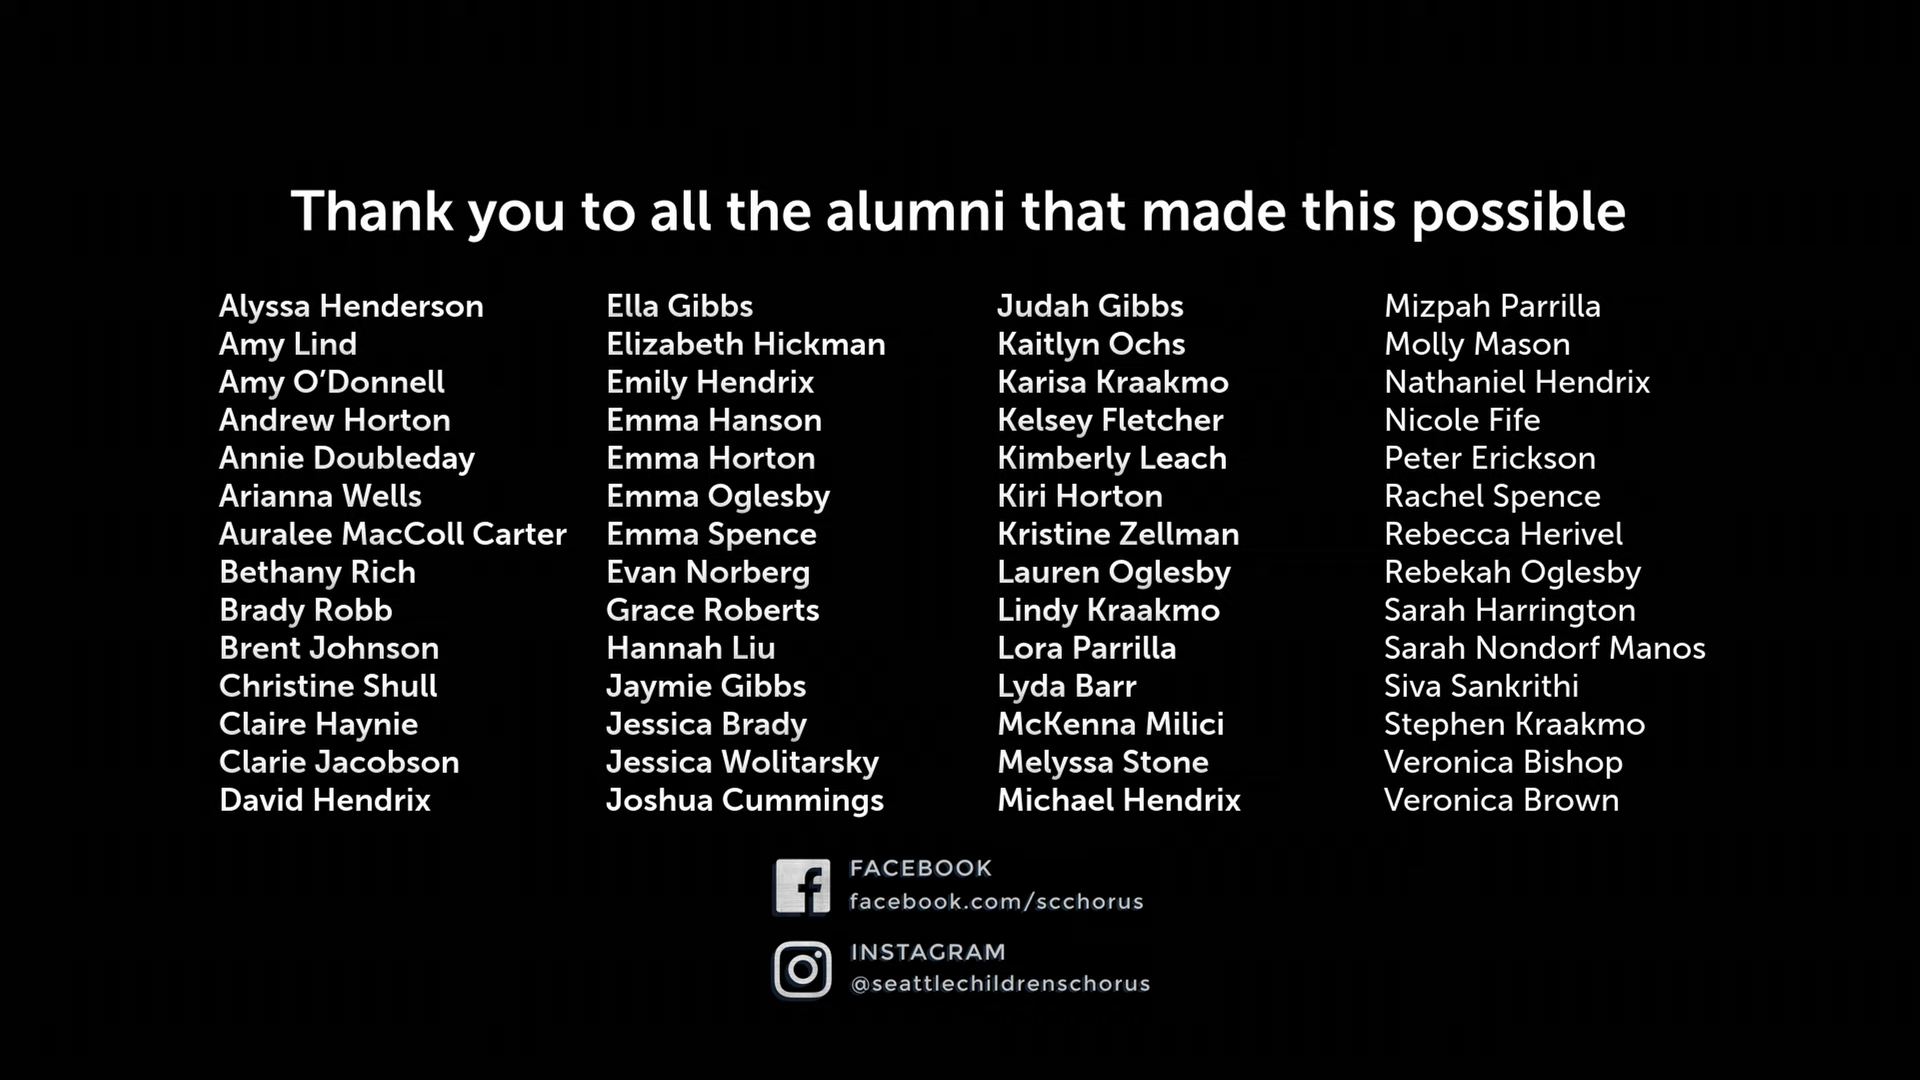 Thank you to all the alumni that made this possible
Alyssa Henderson
Amy Lind
Amy O’Donnell
Andrew Horton
Annie Doubleday
Arianna Wells
Auralee MacColl Carter
Bethany Rich
Brady Robb
Brent Johnson
Christine Shull
Claire Haynie
Clarie Jacobson
David Hendrix
Ella Gibbs
Elizabeth Hickman
Emily Hendrix
Emma Hanson
Emma Horton
Emma Oglesby
Emma Spence
Evan Norberg
Grace Roberts
Hannah Liu
Jaymie Gibbs
Jessica Brady
Jessica Wolitarsky
Joshua Cummings
Judah Gibbs
Kaitlyn Ochs
Karisa Kraakmo
Kelsey Fletcher
Kimberly Leach
Kiri Horton
Kristine Zellman
Lauren Oglesby
Lindy Kraakmo
Lora Parrilla
Lyda Barr
McKenna Milici
Melyssa Stone
Michael Hendrix
Mizpah Parrilla
Molly Mason
Nathaniel Hendrix
Nicole Fife
Peter Erickson
Rachel Spence
Rebecca Herivel
Rebekah Oglesby
Sarah Harrington
Sarah Nondorf Manos
Siva Sankrithi
Stephen Kraakmo
Veronica Bishop
Veronica Brown
FACEBOOK
facebook.com/scchorus
INSTAGRAM
@seattlechildrenschorus